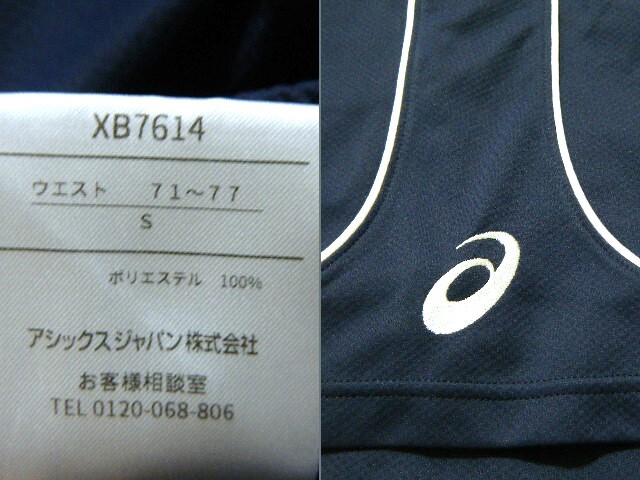 XB7614
ウエスト 71~77
S
ポリエステル 100%
アシックスジャパン株式会社
お客様相談室
TEL 0120-068-806